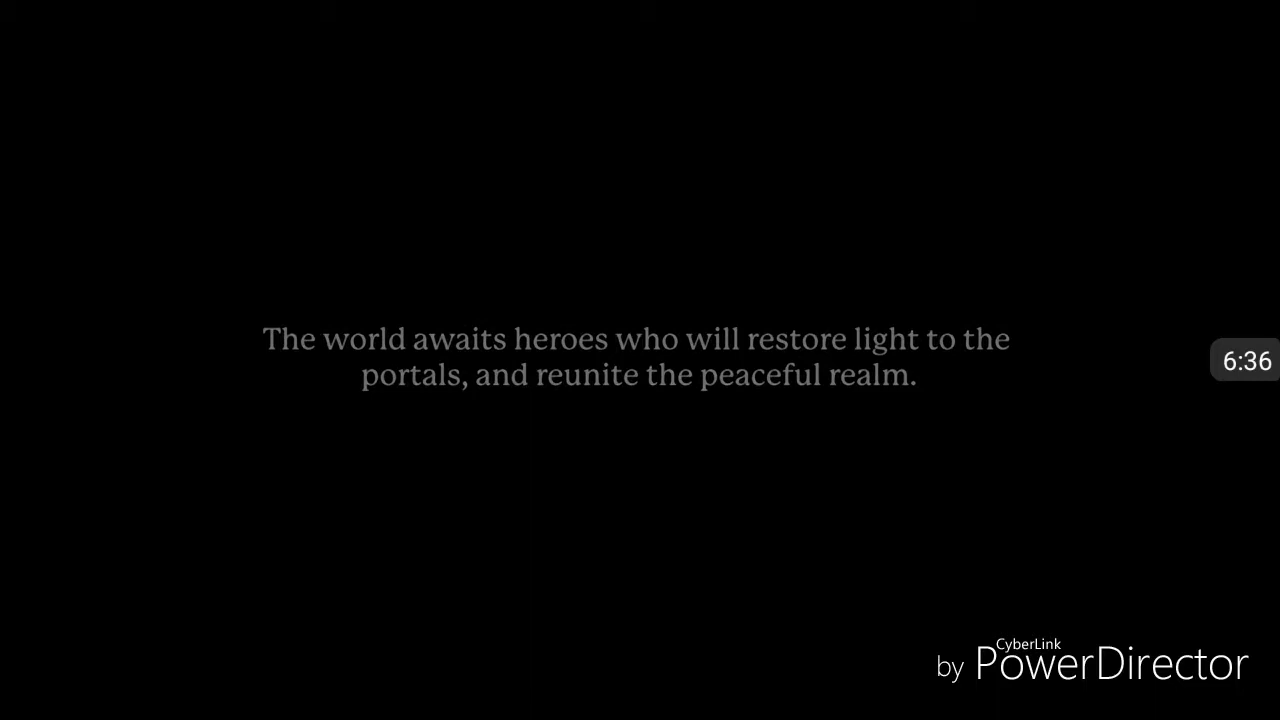 The world awaits heroes who will restore light to the
portals, and reunite the peaceful realm.
6:36
CyberLink
by PowerDirector